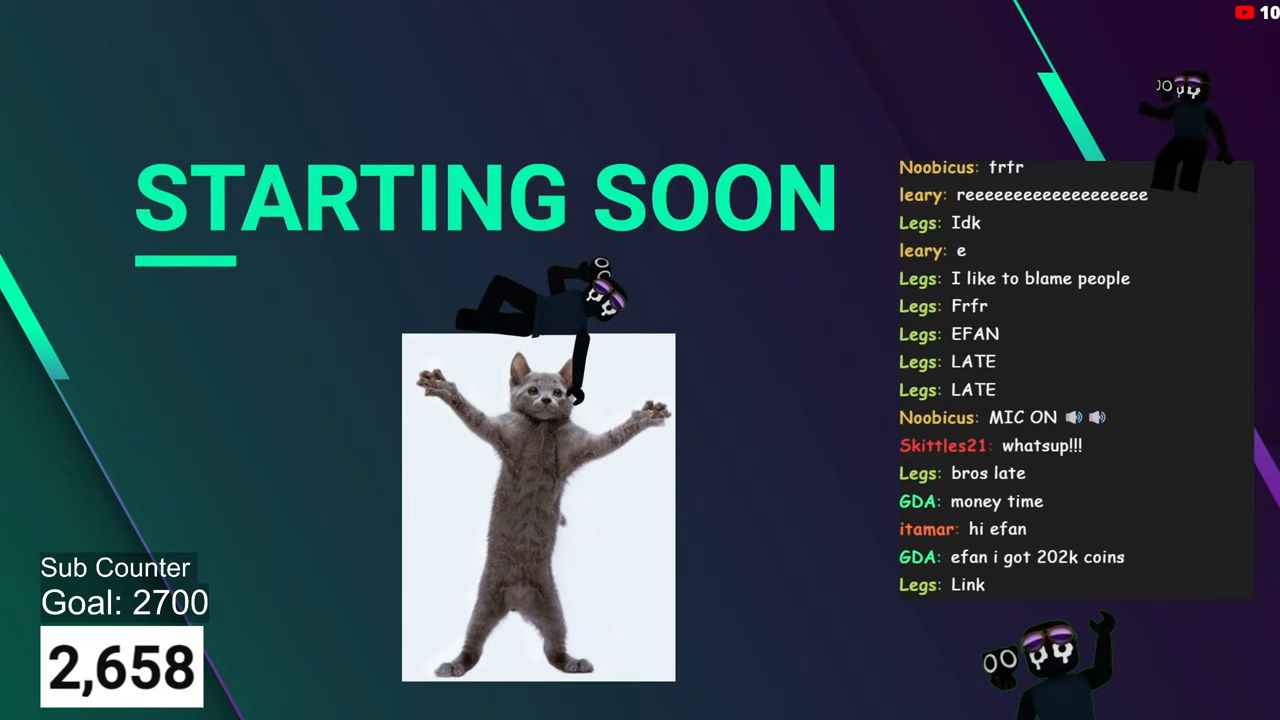 10
STARTING SOON
Noobicus: frfr
leary: reeeeeeeeeeeeeeeeeee
Legs: Idk
leary: e
Legs: I like to blame people
Legs: Frfr
Legs: EFAN
Legs: LATE
Legs: LATE
Noobicus: MIC ON 🔊 🔊
Skittles21: whatsup!!!
Legs: bros late
GDA: money time
itamar: hi efan
GDA: efan i got 202k coins
Legs: Link
Sub Counter
Goal: 2700
2,658